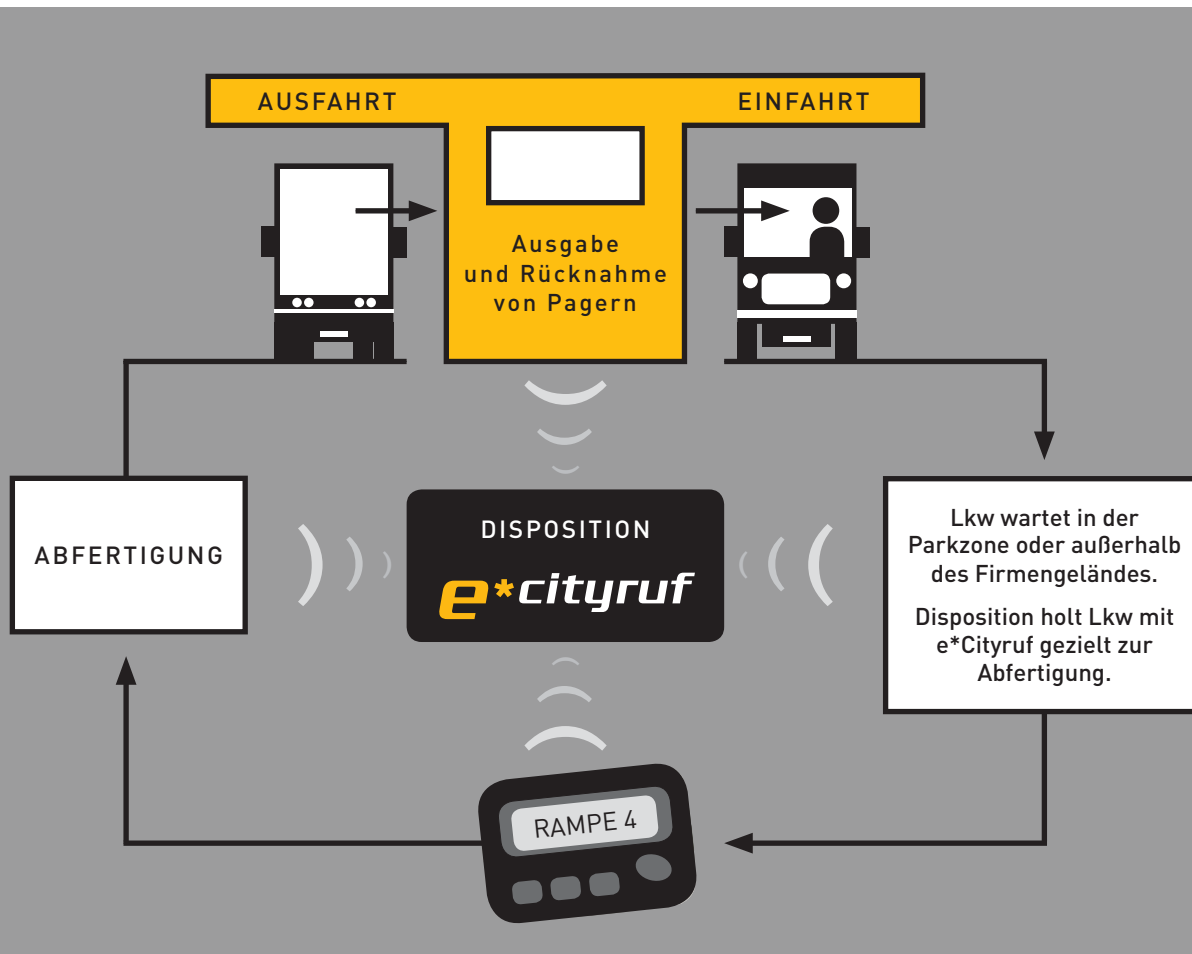 AUSFAHRT
EINFAHRT
Ausgabe
und Rücknahme
von Pagern
ABFERTIGUNG
DISPOSITION
e*cityruf
Lkw wartet in der
Parkzone oder außerhalb
des Firmengeländes.
Disposition holt Lkw mit
e*Cityruf gezielt zur
Abfertigung.
RAMPE 4